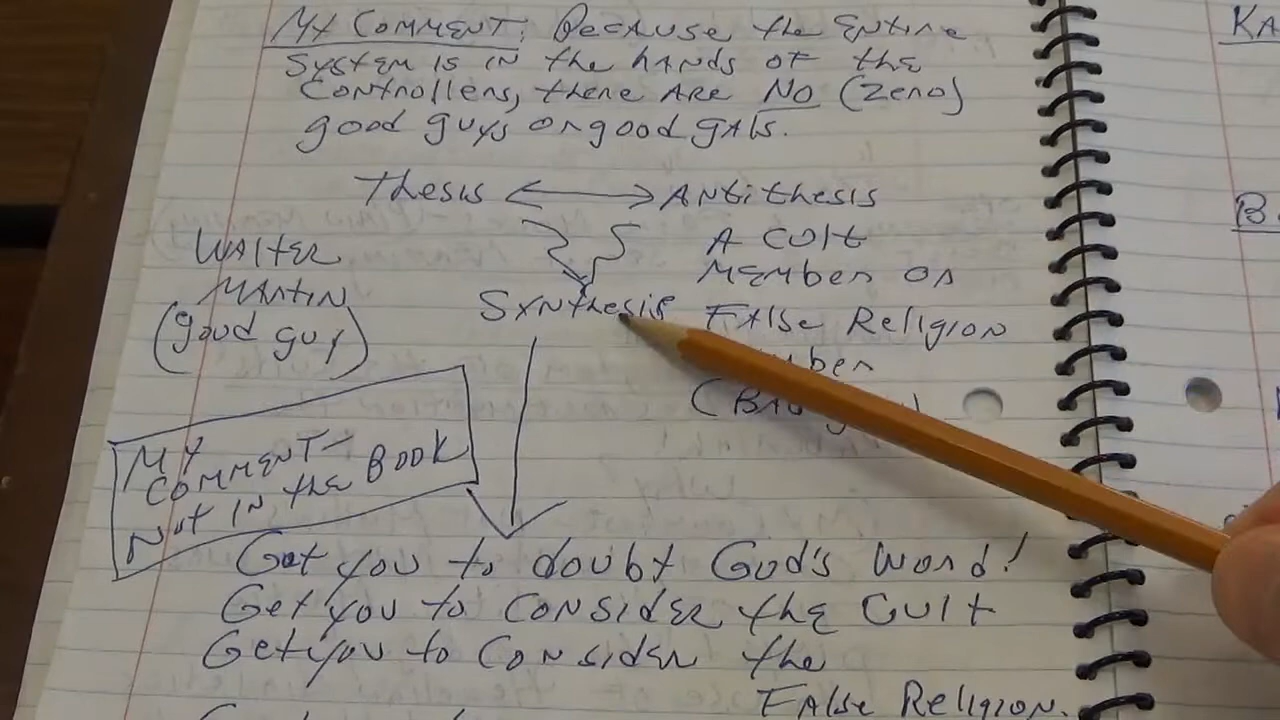 MY COMMENT: BECAUSE the ENTIRE
SYSTEM IS IN the HANDS OF the
CONTROLLERS, there ARE NO (ZERO)
good guys or good gals.
Thesis <-> Antithesis
WALTER
MARTIN
(good guy)
Synthesis
A CULT
MEMBER OR
FALSE RELIGION
MY
COMMENT-
NOT IN the BOOK
Get you to doubt God's word!
Get you to CONSIDER the CULT
Get you to CONSIDER the
FALSE RELIGION.
KA
B.